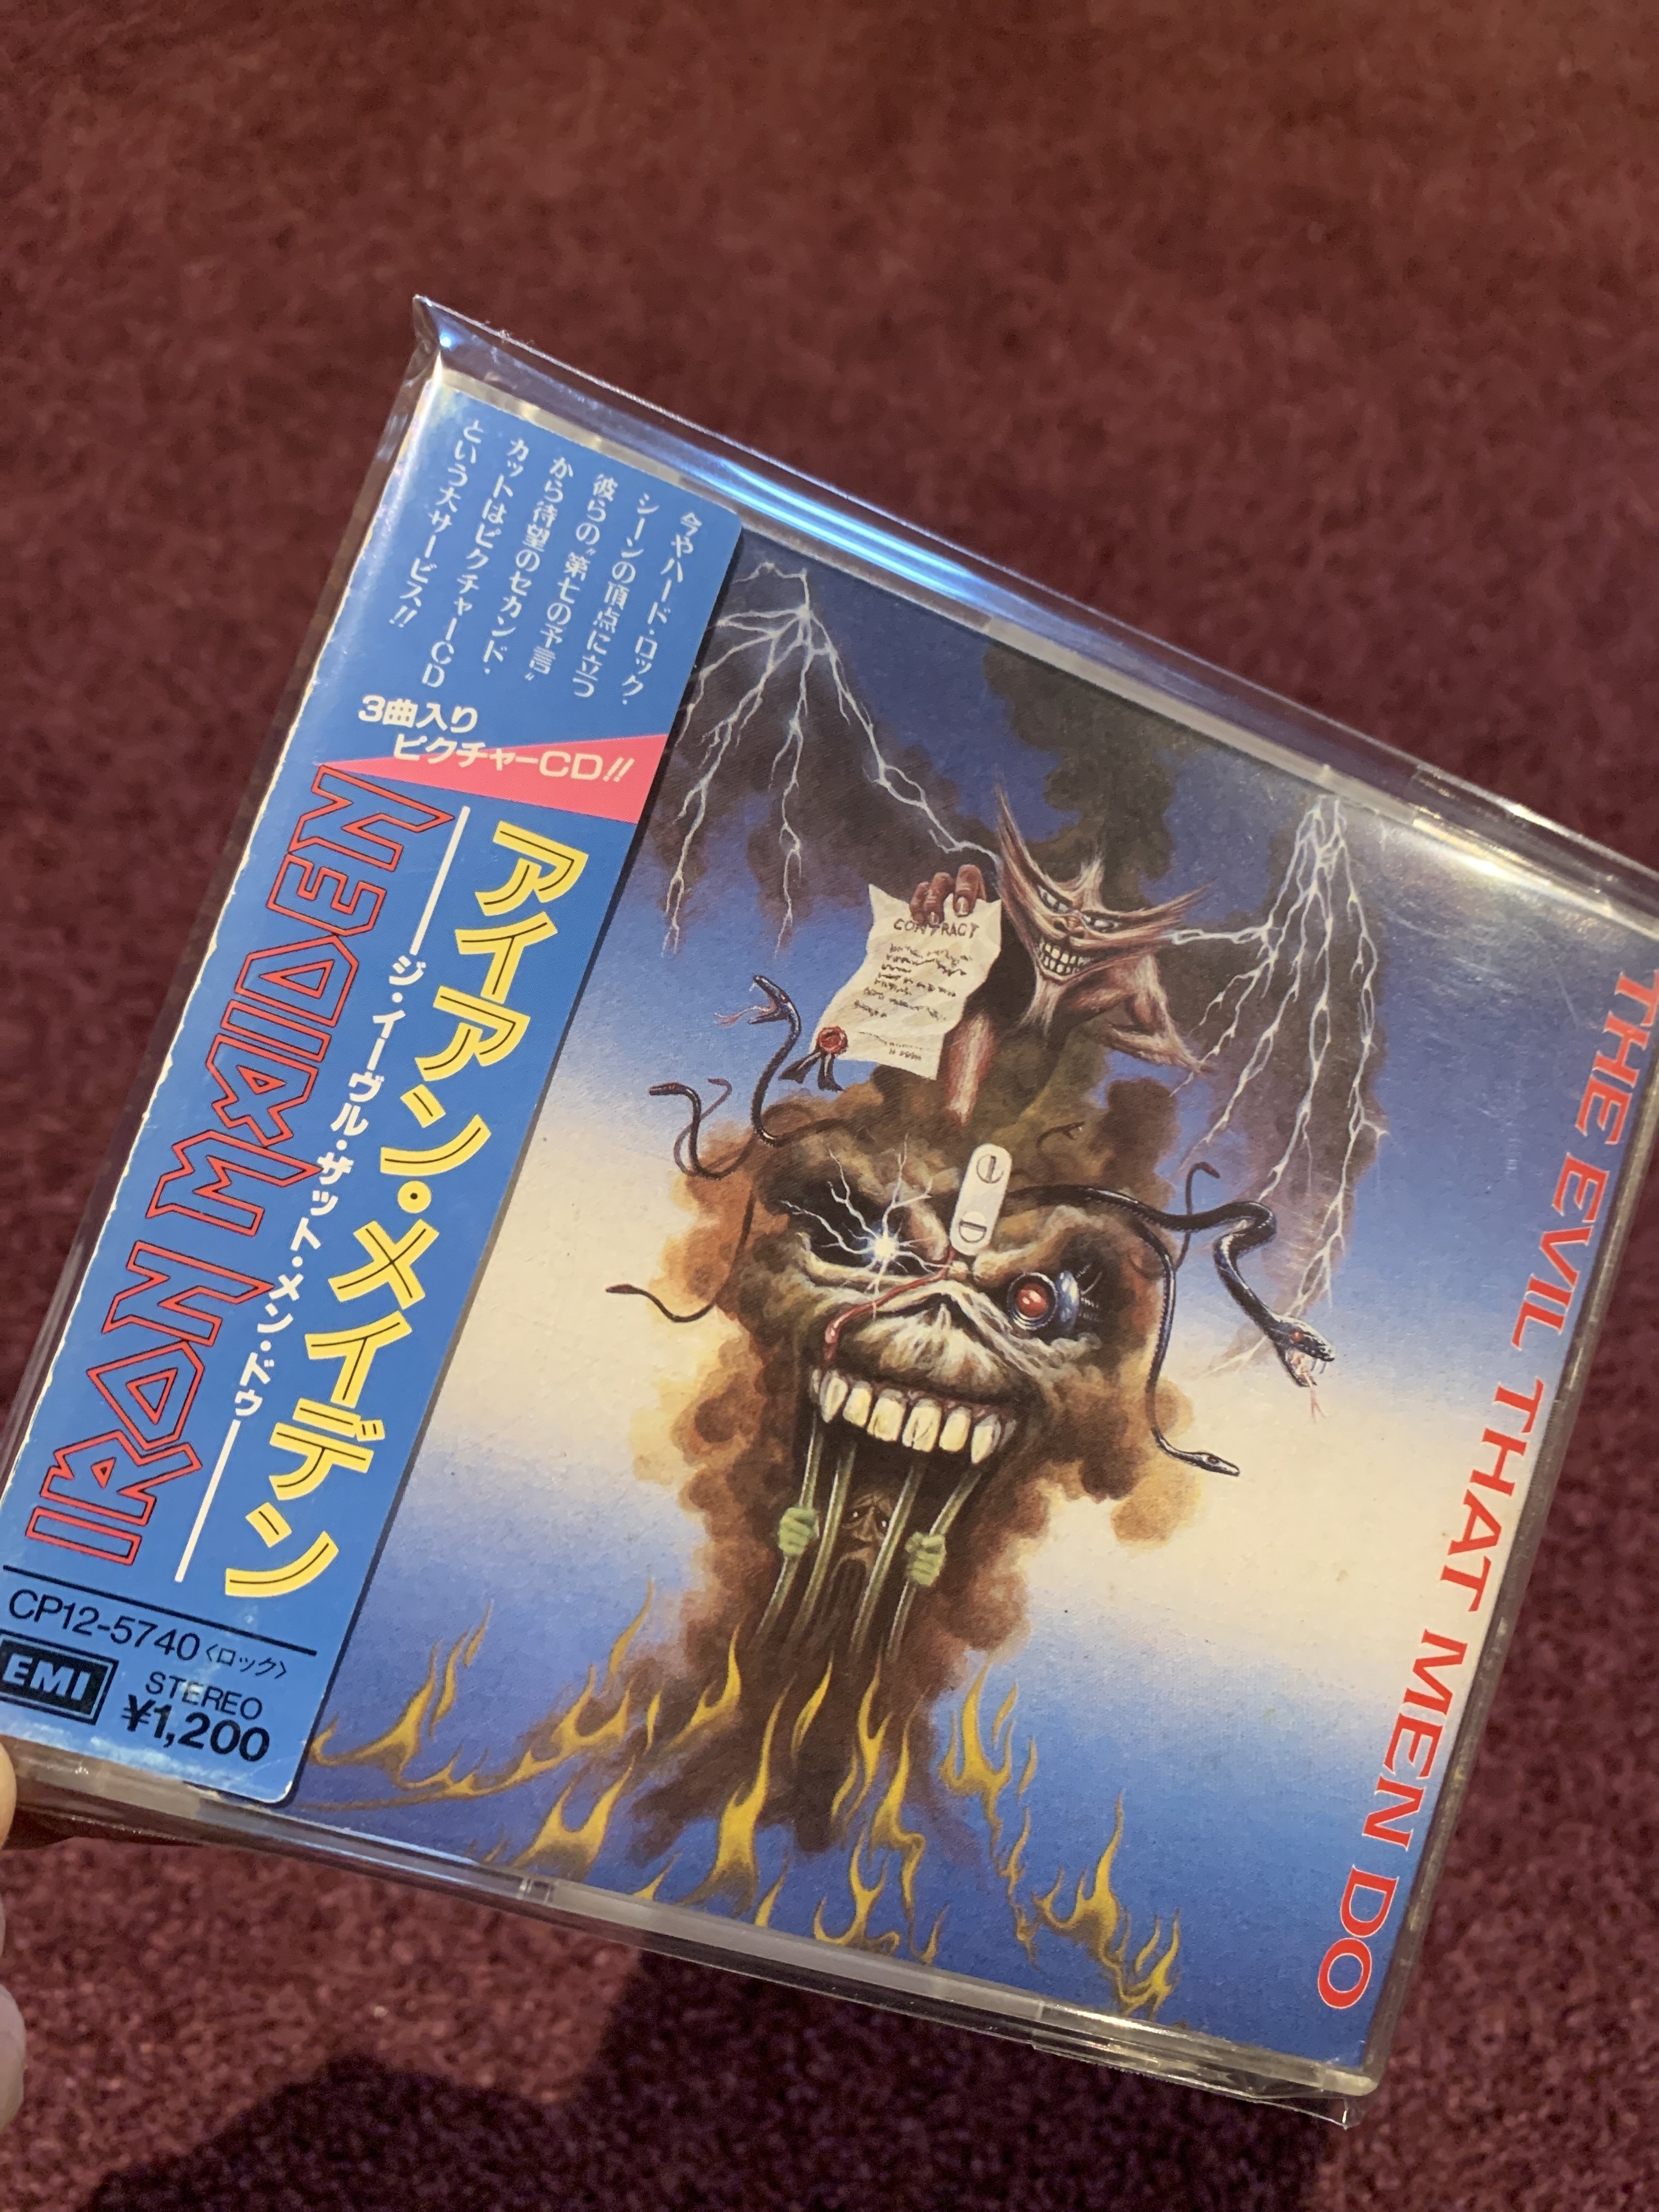 今やハード・ロック・
シーンの頂点に立つ
彼らの〝第七の予言〟
から待望のセカンド・
カットはピクチャーCD
という大サービス!!
3曲入り
ピクチャーCD!!
アイアン・メイデン
ジ・イーヴル・ザット・メン・ドゥ
IRON MAIDEN
CP12-5740〈ロック〉
EMI
STEREO
¥1,200
CONTRACT
THE EVIL THAT MEN DO